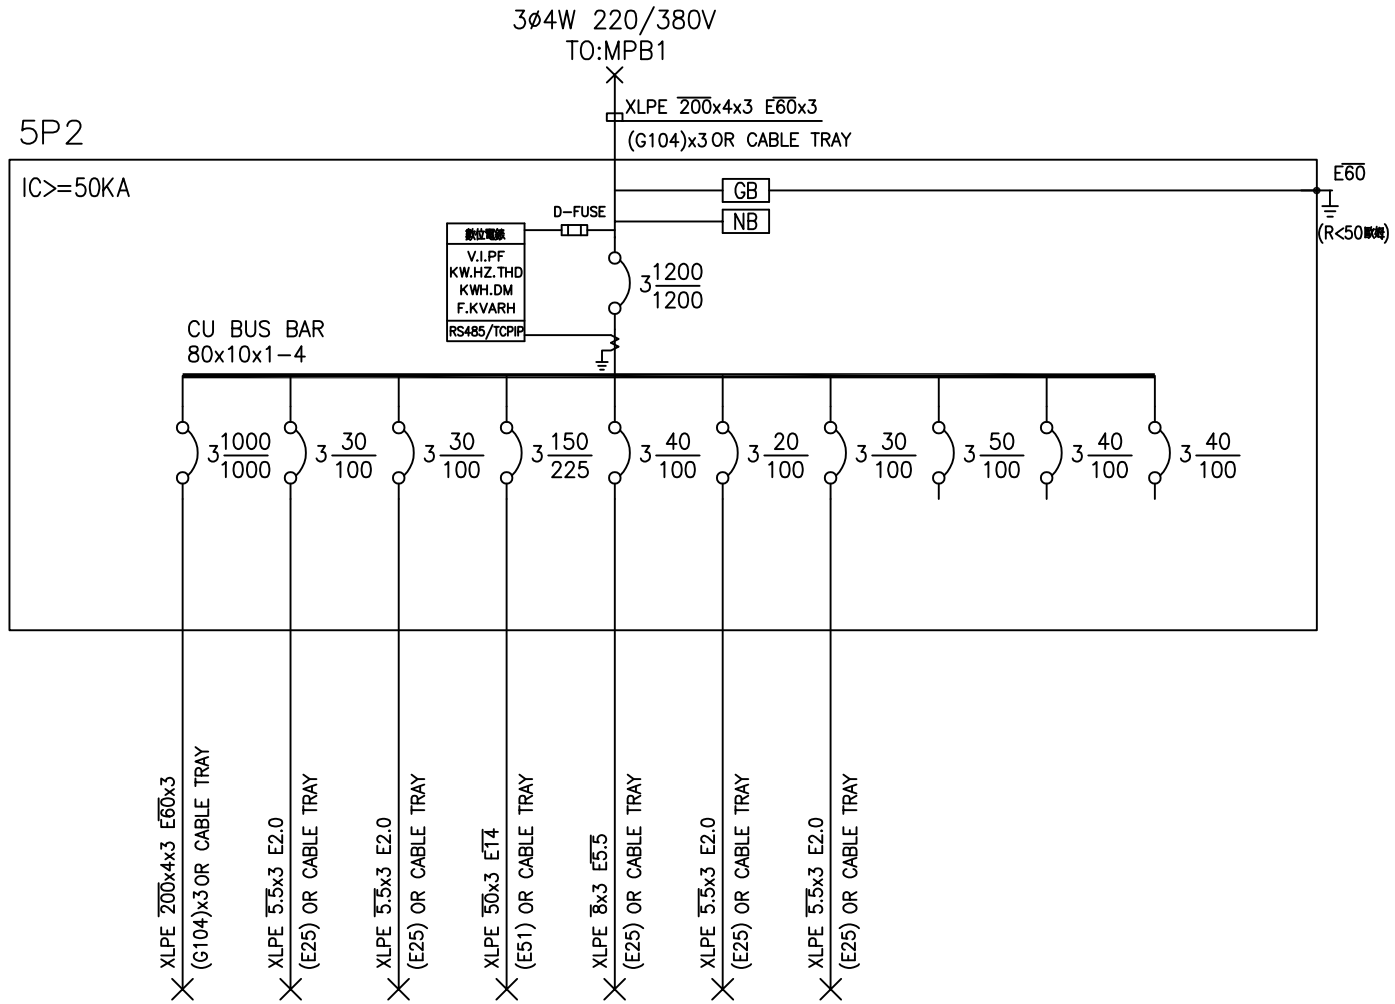 3ø4W 220/380V
TO:MPB1
XLPE 200x4x3 E60x3
(G104)x3 OR CABLE TRAY
5P2
IC>=50KA
GB
E60
NB
(R<50歐姆)
D-FUSE
數位電錶
V.I.PF
KW.HZ.THD
KWH.DM
F.KVARH
RS485/TCPIP
3 1200
1200
CU BUS BAR
80x10x1-4
3 1000
1000
3 30
100
3 30
100
3 150
225
3 40
100
3 20
100
3 30
100
3 50
100
3 40
100
3 40
100
XLPE 200x4x3 E60x3
(G104)x3 OR CABLE TRAY
XLPE 5.5x3 E2.0
(E25) OR CABLE TRAY
XLPE 5.5x3 E2.0
(E25) OR CABLE TRAY
XLPE 50x3 E14
(E51) OR CABLE TRAY
XLPE 8x3 E5.5
(E25) OR CABLE TRAY
XLPE 5.5x3 E2.0
(E25) OR CABLE TRAY
XLPE 5.5x3 E2.0
(E25) OR CABLE TRAY